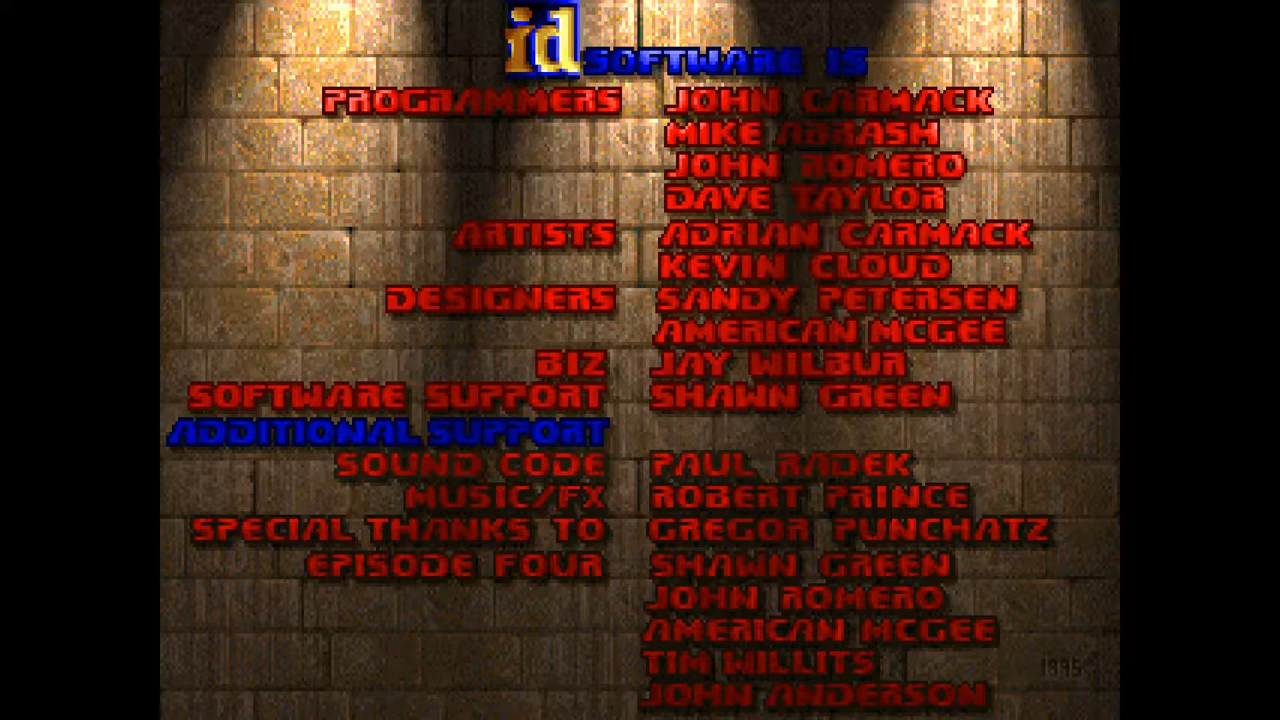 id SOFTWARE IS
PROGRAMMERS JOHN CARMACK
MIKE ABRASH
JOHN ROMERO
DAVE TAYLOR
ARTISTS ADRIAN CARMACK
KEVIN CLOUD
DESIGNERS SANDY PETERSEN
AMERICAN MCGEE
BIZ JAY WILBUR
SOFTWARE SUPPORT SHAWN GREEN
ADDITIONAL SUPPORT
SOUND CODE PAUL RADEK
MUSIC/FX ROBERT PRINCE
SPECIAL THANKS TO GREGOR PUNCHATZ
EPISODE FOUR SHAWN GREEN
JOHN ROMERO
AMERICAN MCGEE
TIM WILLITS
JOHN ANDERSON
1995